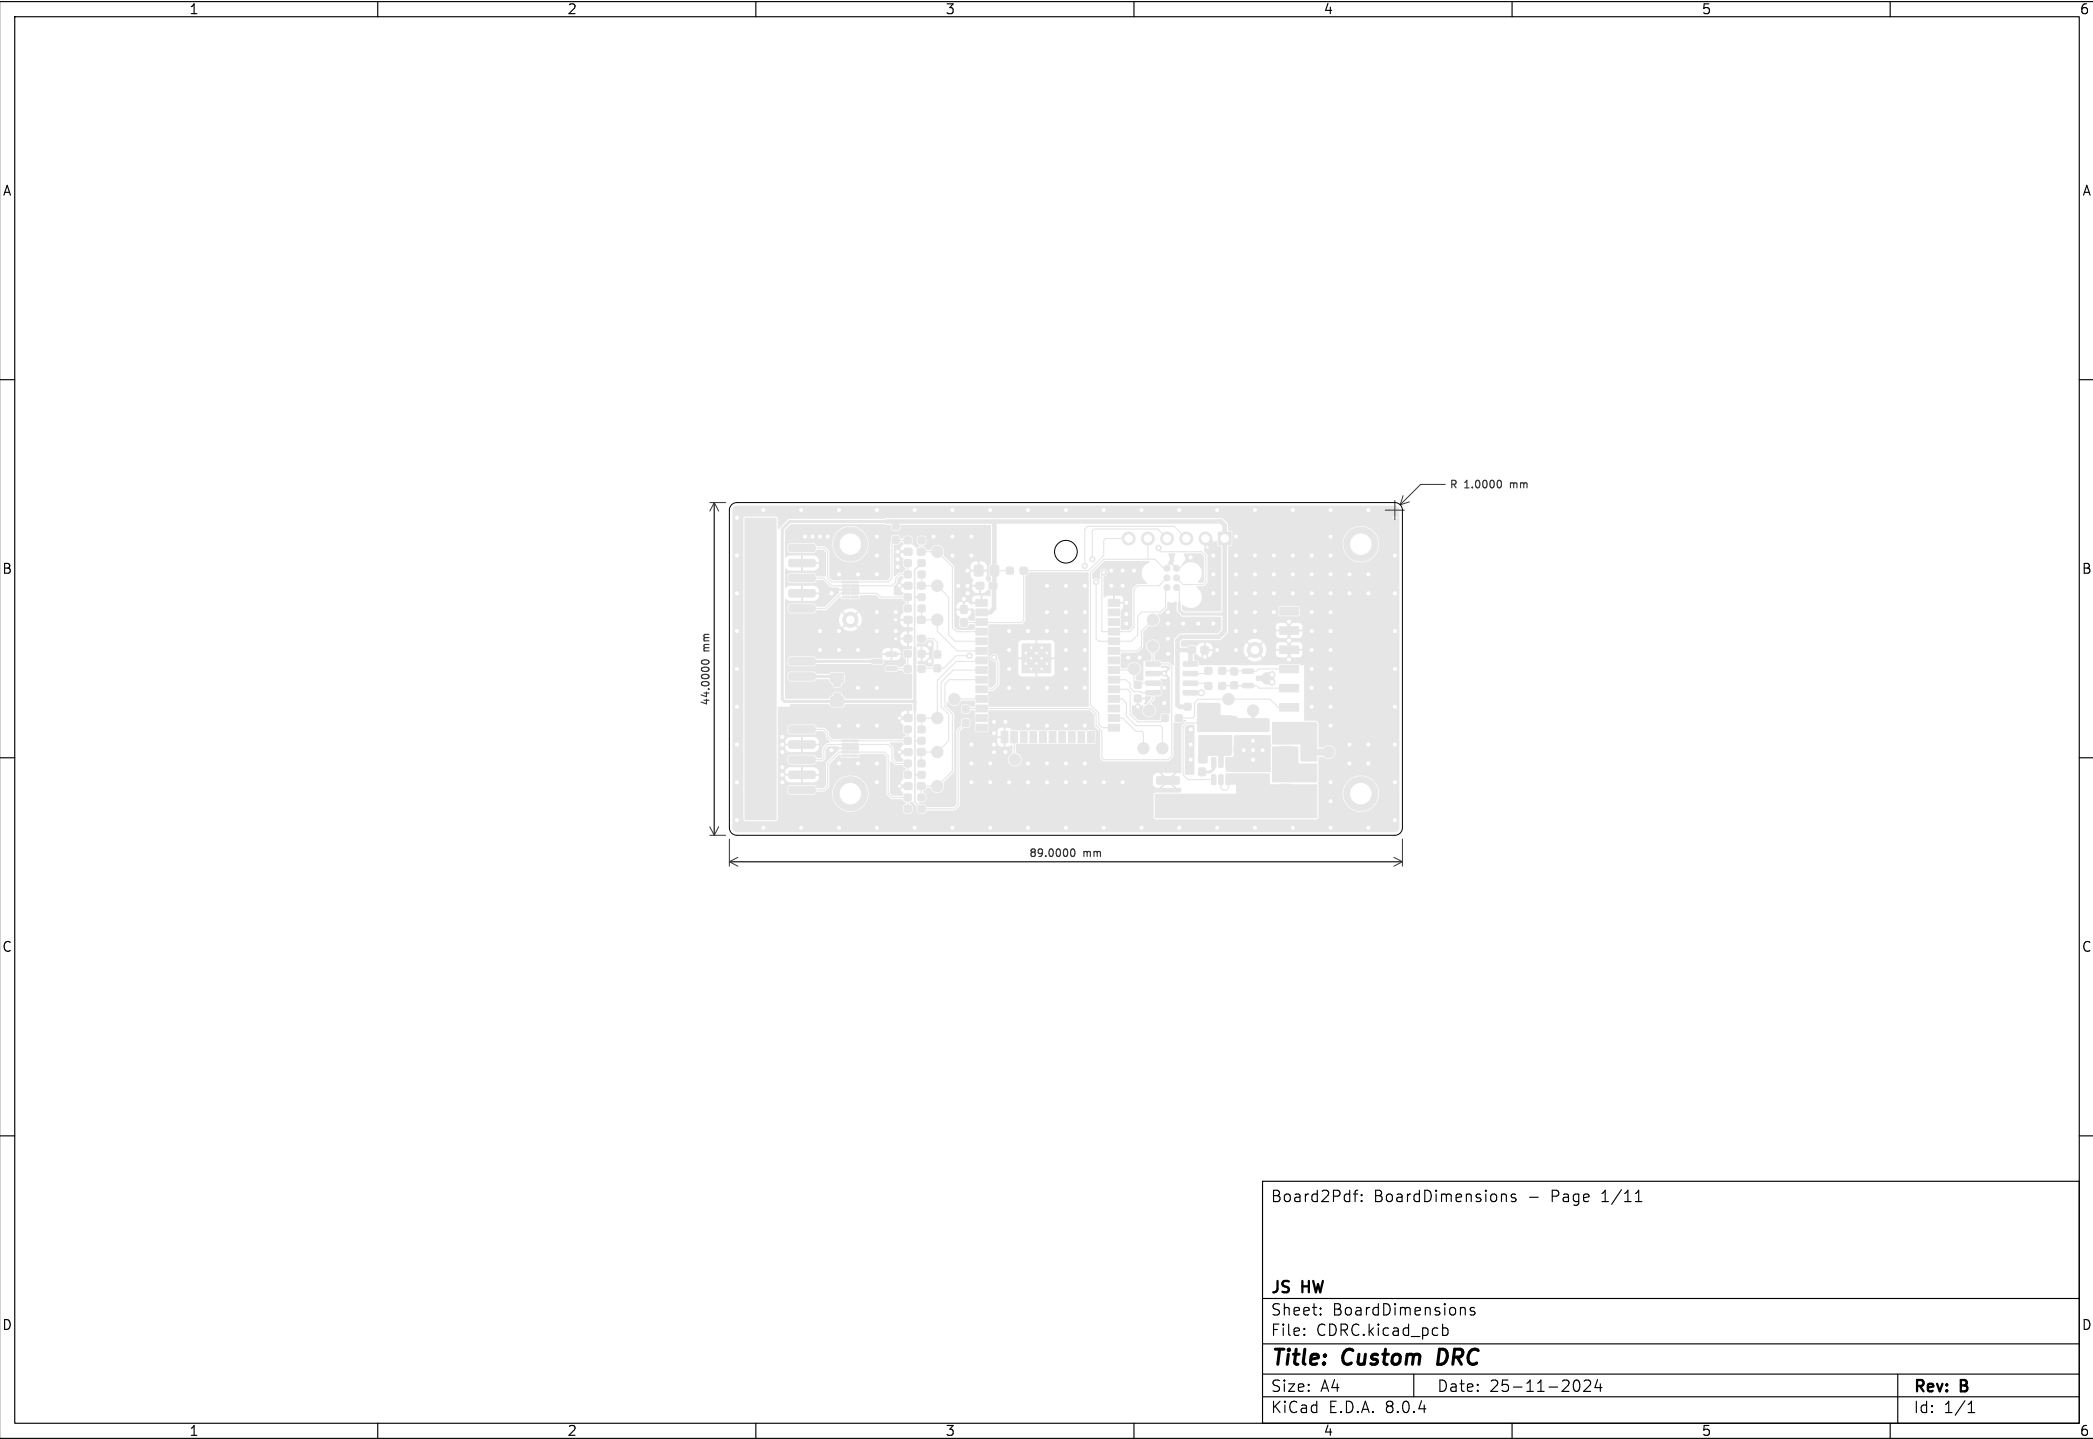 1 2 3 4 5 6
A A
R 1.0000 mm
B B
44.0000 mm
89.0000 mm
C C
Board2Pdf: BoardDimensions - Page 1/11
JS HW
Sheet: BoardDimensions
D D
File: CDRC.kicad_pcb
Title: Custom DRC
Size: A4 Date: 25-11-2024 Rev: B
KiCad E.D.A. 8.0.4 Id: 1/1
1 2 3 4 5 6